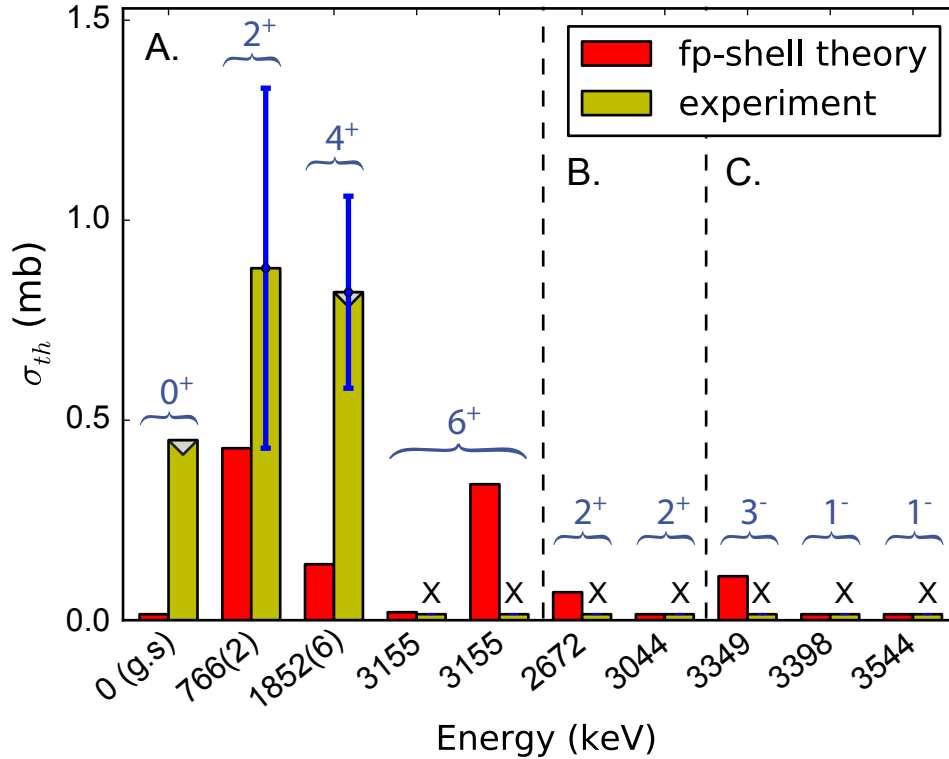 A.
B.
C.
fp-shell theory
experiment
1.5
1.0
0.5
0.0
σ_th (mb)
0⁺
2⁺
4⁺
6⁺
2⁺
2⁺
3⁻
1⁻
1⁻
X
X
X
X
X
X
X
0 (g.s)
766(2)
1852(6)
3155
3155
2672
3044
3349
3398
3544
Energy (keV)